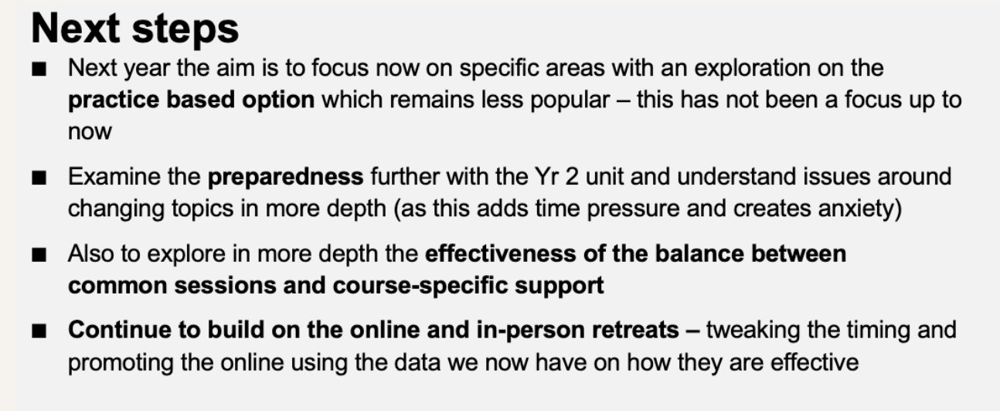 Next steps
■ Next year the aim is to focus now on specific areas with an exploration on the
practice based option which remains less popular – this has not been a focus up to
now
■ Examine the preparedness further with the Yr 2 unit and understand issues around
changing topics in more depth (as this adds time pressure and creates anxiety)
■ Also to explore in more depth the effectiveness of the balance between
common sessions and course-specific support
■ Continue to build on the online and in-person retreats – tweaking the timing and
promoting the online using the data we now have on how they are effective